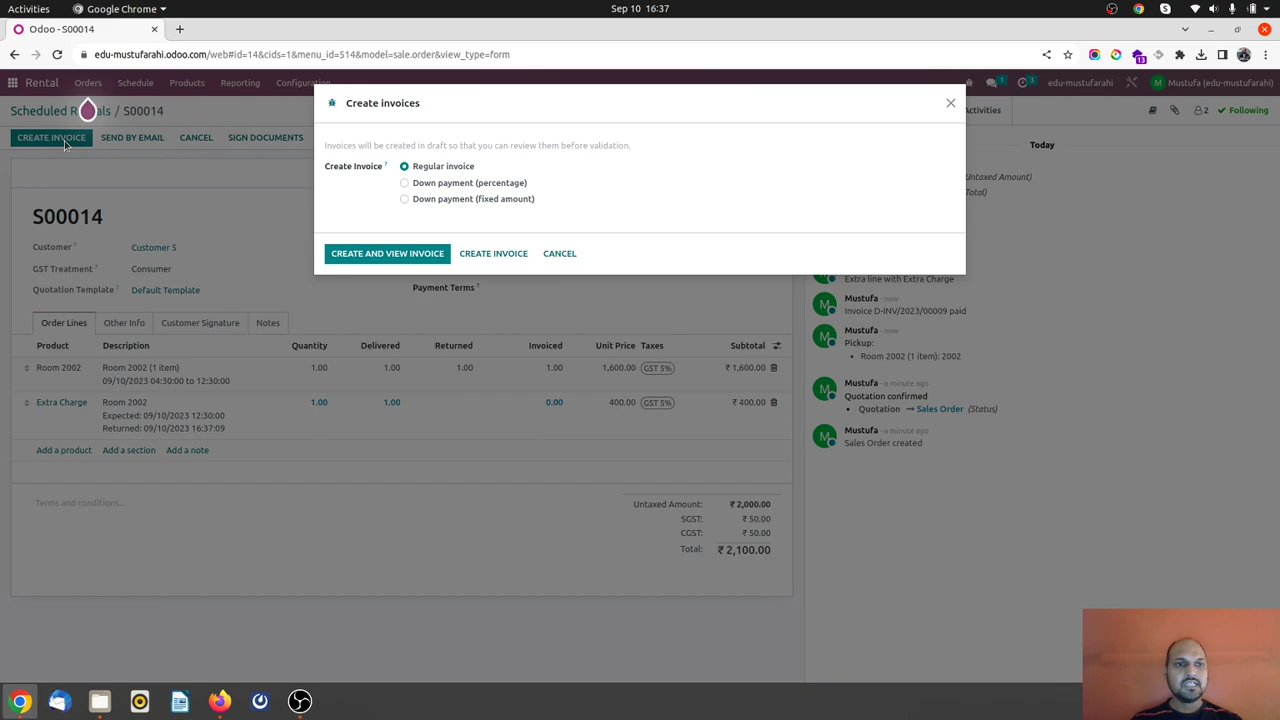 Activities
Google Chrome
Sep 10 16:37
Odoo - S00014
edu-mustufarahi.odoo.com/web#id=14&cids=1&menu_id=514&model=sale.order&view_type=form
13
Rental Orders Schedule Products Reporting Configuration
1 3 edu-mustufarahi M Mustufa (edu-mustufarahi)
Scheduled Rentals / S00014
Activities 2 Following
CREATE INVOICE SEND BY EMAIL CANCEL SIGN DOCUMENTS
Create invoices
Invoices will be created in draft so that you can review them before validation.
Create Invoice ?
Regular invoice
Down payment (percentage)
Down payment (fixed amount)
CREATE AND VIEW INVOICE CREATE INVOICE CANCEL
S00014
Customer ? Customer 5
GST Treatment ? Consumer
Quotation Template ? Default Template
Payment Terms ?
Order Lines Other Info Customer Signature Notes
Product Description Quantity Delivered Returned Invoiced Unit Price Taxes Subtotal
Room 2002 Room 2002 (1 item) 1.00 1.00 1.00 1.00 1,600.00 GST 5% ₹ 1,600.00
09/10/2023 04:30:00 to 12:30:00
Extra Charge Room 2002 1.00 1.00 0.00 400.00 GST 5% ₹ 400.00
Expected: 09/10/2023 12:30:00
Returned: 09/10/2023 16:37:09
Add a product Add a section Add a note
Terms and conditions...
Untaxed Amount: ₹ 2,000.00
SGST: ₹ 50.00
CGST: ₹ 50.00
Total: ₹ 2,100.00
Today
Untaxed Amount)
Total)
Extra line with Extra Charge
M Mustufa - now
Invoice D-INV/2023/00009 paid
M Mustufa - now
Pickup:
• Room 2002 (1 item): 2002
M Mustufa - a minute ago
Quotation confirmed
• Quotation → Sales Order (Status)
M Mustufa - a minute ago
Sales Order created